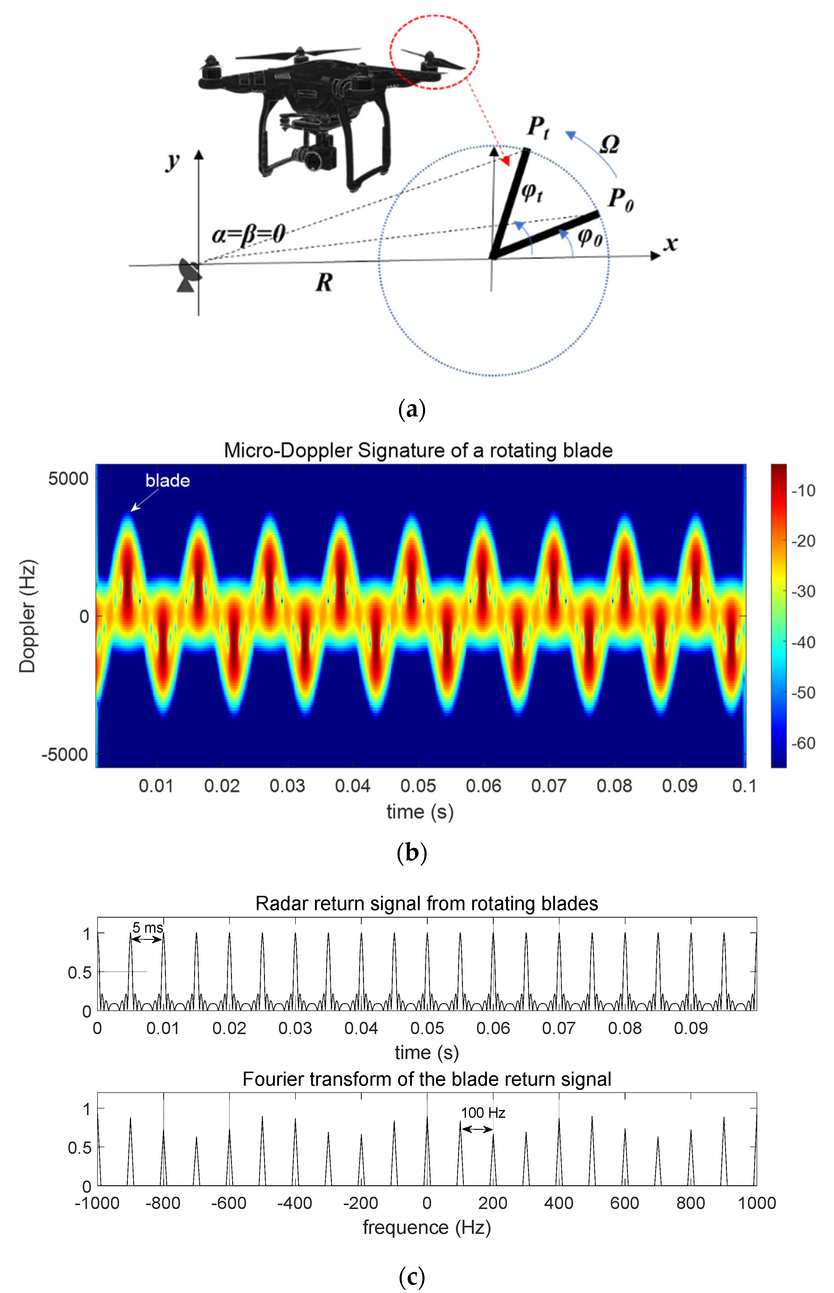 y
P_t
Ω
φ_t
P_0
α=β=0
φ_0
x
R
(a)
Micro-Doppler Signature of a rotating blade
blade
5000
0
-5000
Doppler (Hz)
0.01 0.02 0.03 0.04 0.05 0.06 0.07 0.08 0.09 0.1
time (s)
-10
-20
-30
-40
-50
-60
(b)
Radar return signal from rotating blades
5 ms
1
0.5
0
0 0.01 0.02 0.03 0.04 0.05 0.06 0.07 0.08 0.09
time (s)
Fourier transform of the blade return signal
100 Hz
1
0.5
0
-1000 -800 -600 -400 -200 0 200 400 600 800 1000
frequence (Hz)
(c)